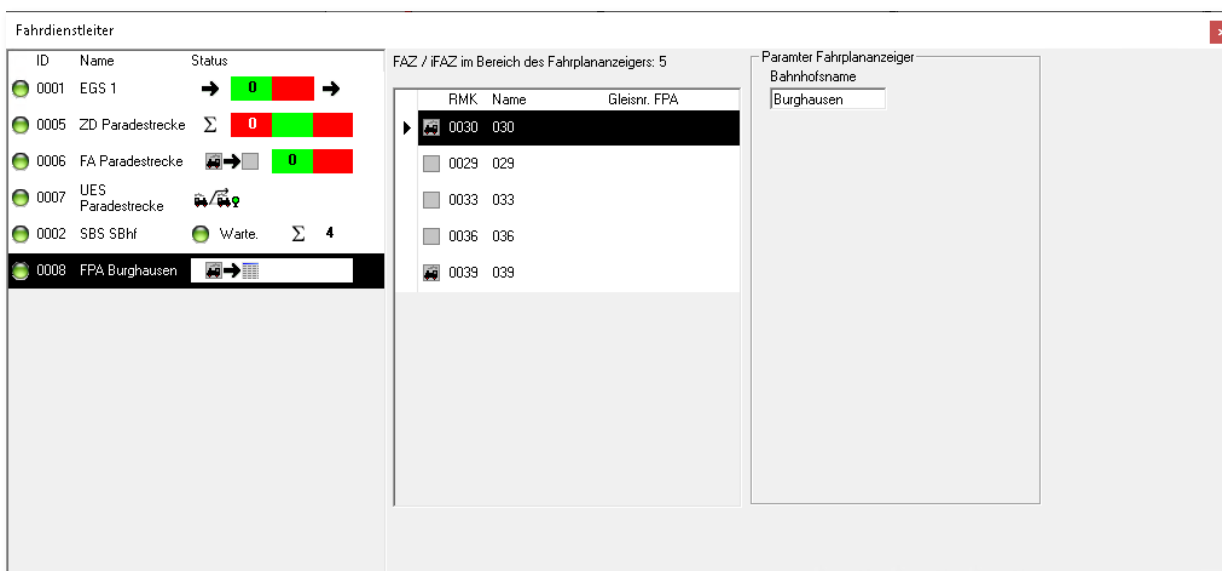 Fahrdienstleiter
ID Name Status
0001 EGS 1 0
0005 ZD Paradestrecke Σ 0
0006 FA Paradestrecke 0
0007 UES
Paradestrecke
0002 SBS SBhf Warte. Σ 4
0008 FPA Burghausen
FAZ / iFAZ im Bereich des Fahrplananzeigers: 5
RMK Name Gleisnr. FPA
0030 030
0029 029
0033 033
0036 036
0039 039
Paramter Fahrplananzeiger
Bahnhofsname
Burghausen